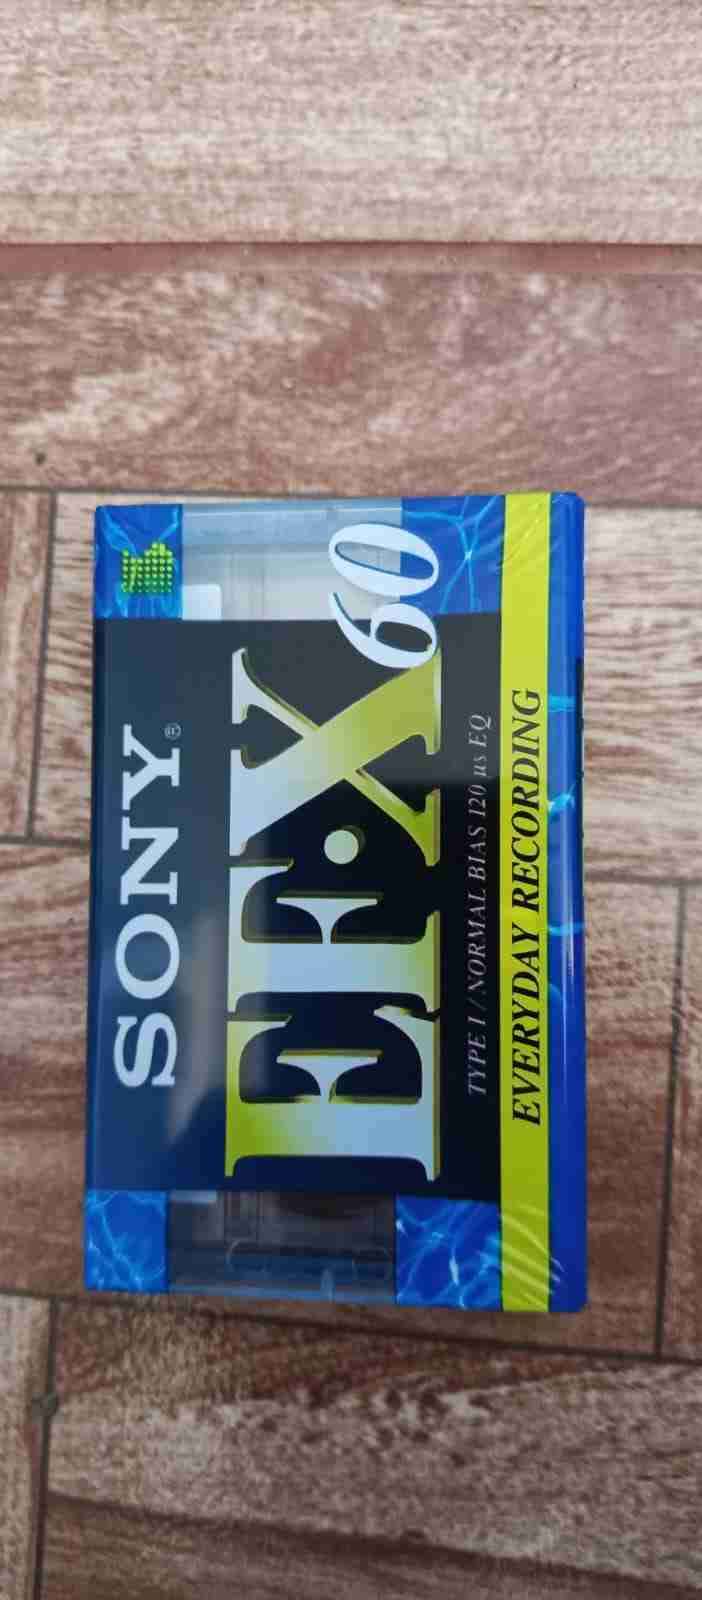 SONY®
EF·X 60
TYPE I / NORMAL BIAS 120 µs EQ
EVERYDAY RECORDING